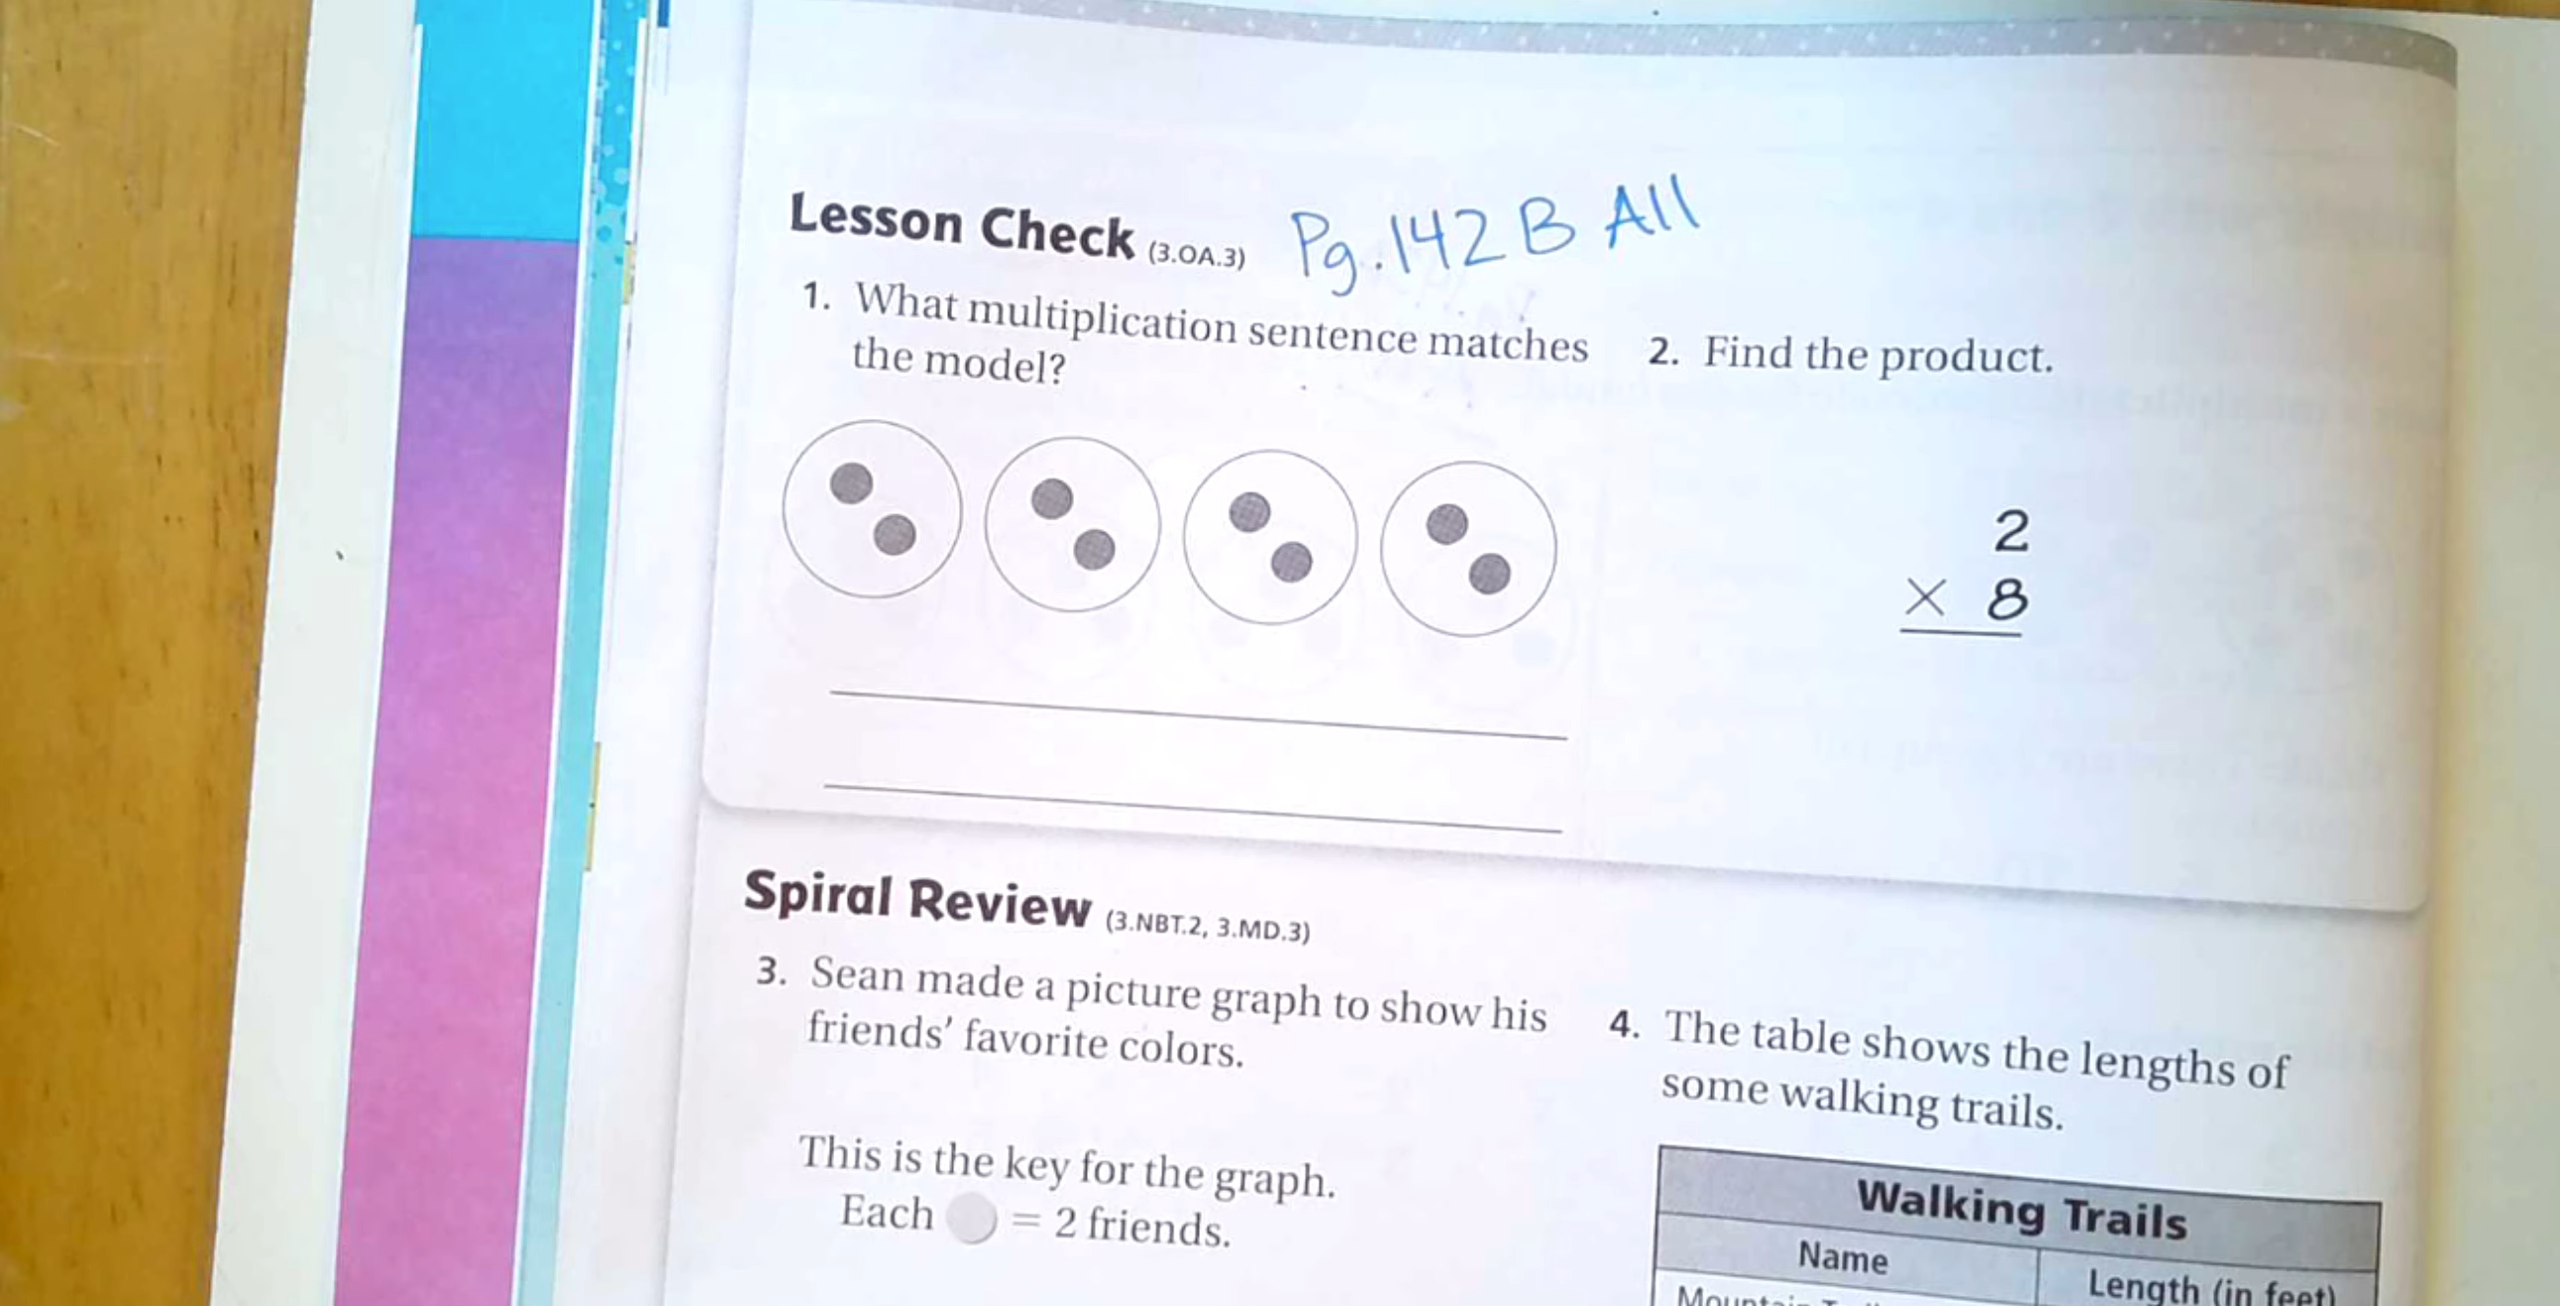 Lesson Check (3.OA.3) Pg. 142 B All
1. What multiplication sentence matches
the model?
2. Find the product.
2
× 8
Spiral Review (3.NBT.2, 3.MD.3)
3. Sean made a picture graph to show his
friends' favorite colors.
This is the key for the graph.
Each = 2 friends.
4. The table shows the lengths of
some walking trails.
Walking Trails
Name Length (in feet)